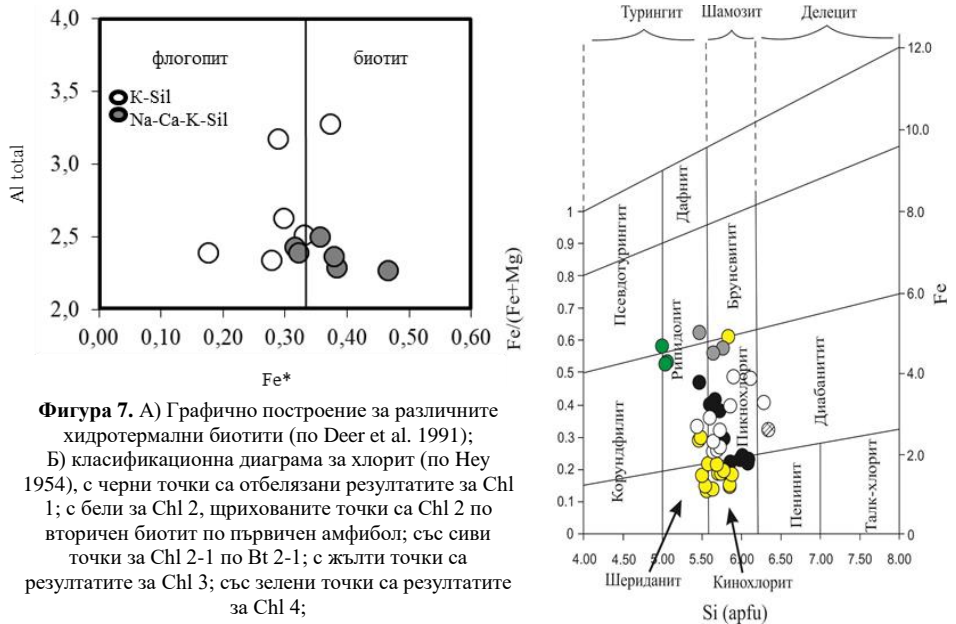 4,0
3,5
3,0
2,5
2,0
Al total
флогопит
биотит
K-Sil
Na-Ca-K-Sil
0,00 0,10 0,20 0,30 0,40 0,50 0,60
Fe*
Фигура 7. А) Графично построение за различните
хидротермални биотити (по Deer et al. 1991);
Б) класификационна диаграма за хлорит (по Hey
1954), с черни точки са отбелязани резултатите за Chl
1; с бели за Chl 2, щрихованите точки са Chl 2 по
вторичен биотит по първичен амфибол; със сиви
точки за Chl 2-1 по Bt 2-1; с жълти точки са
резултатите за Chl 3; със зелени точки са резултатите
за Chl 4;
Турингит Шамозит Делецит
12.0
10.0
8.0
6.0
4.0
2.0
0.00
Fe
1
0.9
0.8
0.7
0.6
0.5
0.4
0.3
0.2
0.1
0
Fe/(Fe+Mg)
Псевдотурингит
Дафнит
Брунсвигит
Рипидолит
Корундфилит
Пикнохлорит
Диабантит
Пенинит
Талк-хлорит
4.00 4.50 5.00 5.50 6.00 6.50 7.00 7.50 8.00
Шериданит
Кинохлорит
Si (apfu)